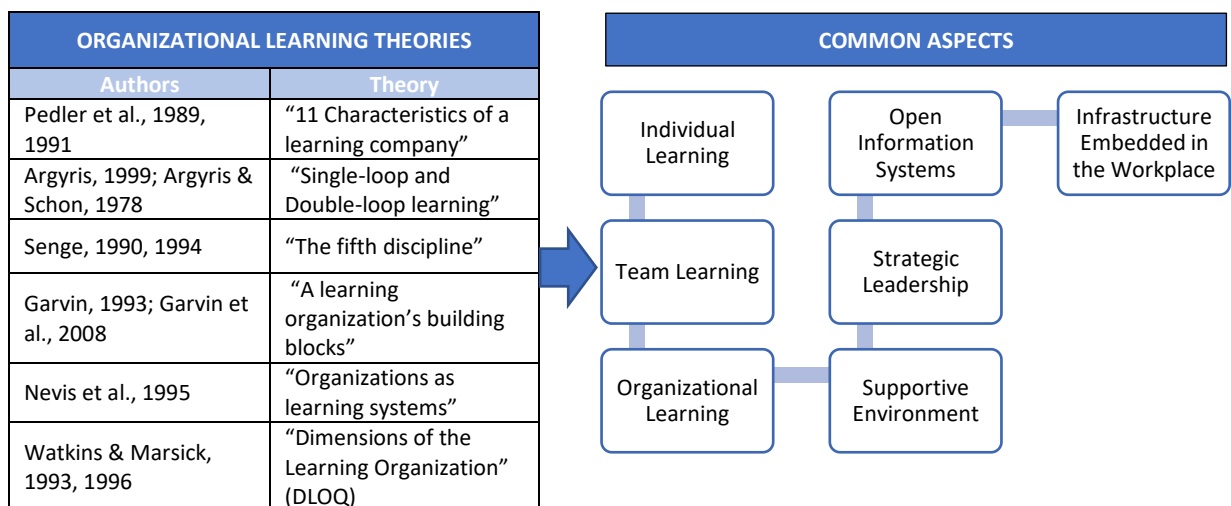 ORGANIZATIONAL LEARNING THEORIES
Authors
Theory
Pedler et al., 1989,
1991
“11 Characteristics of a
learning company”
Argyris, 1999; Argyris &
Schon, 1978
“Single-loop and
Double-loop learning”
Senge, 1990, 1994
“The fifth discipline”
Garvin, 1993; Garvin et
al., 2008
“A learning
organization’s building
blocks”
Nevis et al., 1995
“Organizations as
learning systems”
Watkins & Marsick,
1993, 1996
“Dimensions of the
Learning Organization”
(DLOQ)
COMMON ASPECTS
Individual
Learning
Team Learning
Organizational
Learning
Supportive
Environment
Strategic
Leadership
Open
Information
Systems
Infrastructure
Embedded in
the Workplace